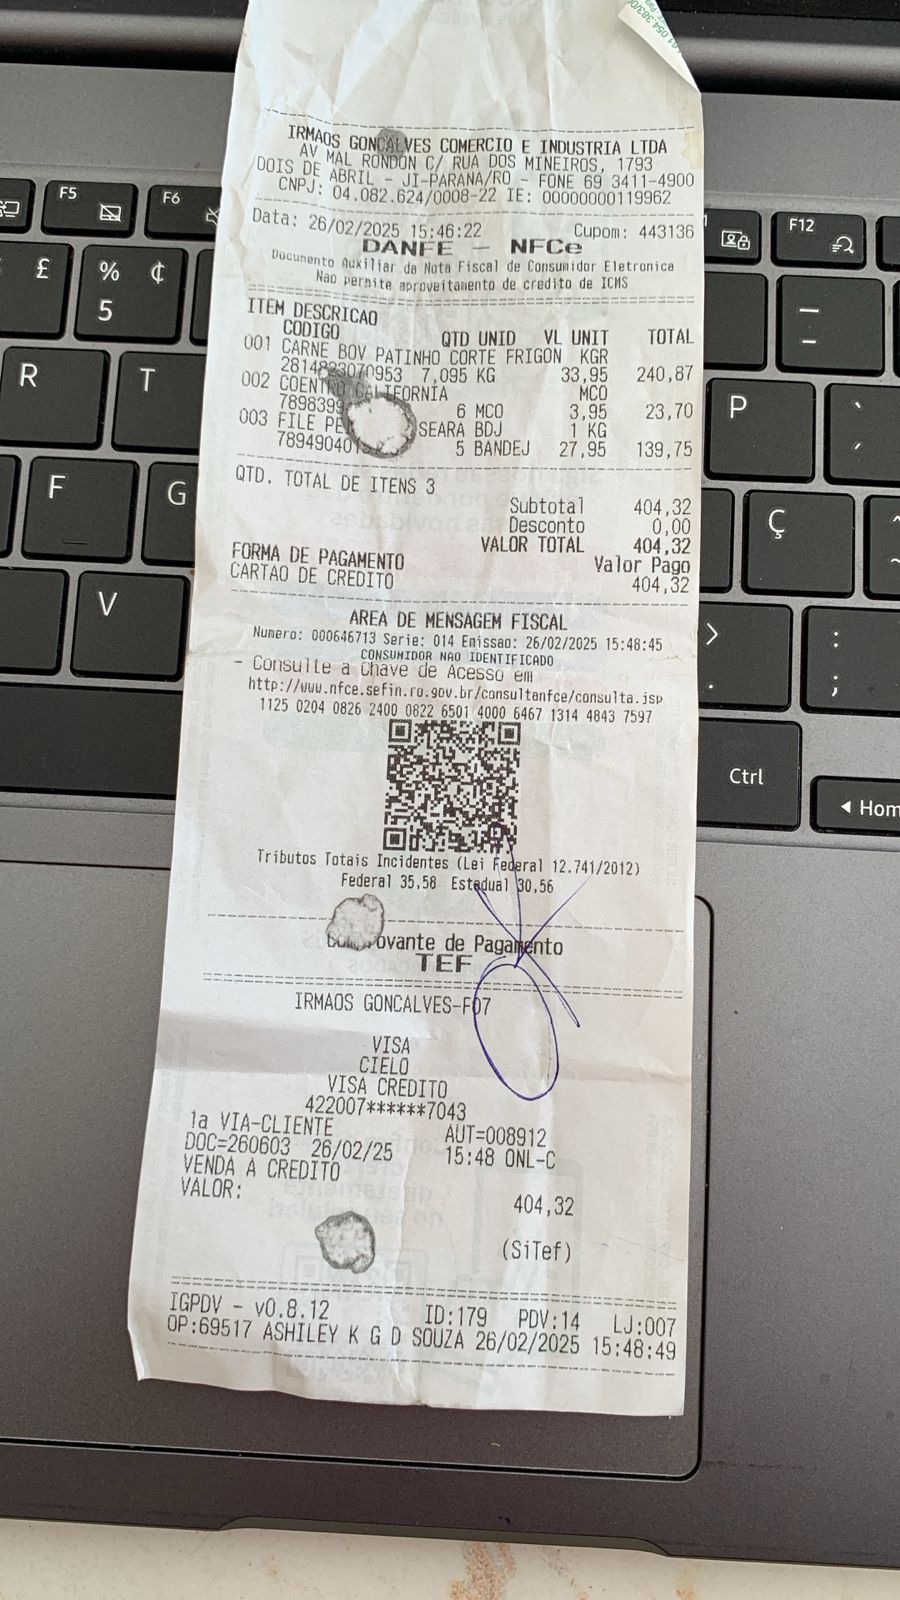 IRMAOS GONCALVES COMERCIO E INDUSTRIA LTDA
AV MAL RONDON C/ RUA DOS MINEIROS, 1793
DOIS DE ABRIL - JI-PARANA/RO - FONE 69 3411-4900
CNPJ: 04.082.624/0008-22 IE: 00000000119962
Data: 26/02/2025 15:46:22 Cupom: 443136
DANFE - NFCe
Documento Auxiliar da Nota Fiscal de Consumidor Eletronica
Nao permite aproveitamento de credito de ICMS
ITEM DESCRICAO
CODIGO QTD UNID VL UNIT TOTAL
001 CARNE BOV PATINHO CORTE FRIGON KGR
2814823070953 7,095 KG 33,95 240,87
002 COENTRO CALIFORNIA MCO
7898399 6 MCO 3,95 23,70
003 FILE PE SEARA BDJ 1 KG
789490401 5 BANDEJ 27,95 139,75
QTD. TOTAL DE ITENS 3
Subtotal 404,32
Desconto 0,00
VALOR TOTAL 404,32
FORMA DE PAGAMENTO Valor Pago
CARTAO DE CREDITO 404,32
AREA DE MENSAGEM FISCAL
Numero: 000646713 Serie: 014 Emissao: 26/02/2025 15:48:45
CONSUMIDOR NAO IDENTIFICADO
- Consulte a Chave de Acesso em
http://www.nfce.sefin.ro.gov.br/consultanfce/consulta.jsp
1125 0204 0826 2400 0822 6501 4000 6467 1314 4843 7597
Tributos Totais Incidentes (Lei Federal 12.741/2012)
Federal 35,58 Estadual 30,56
Comprovante de Pagamento
TEF
IRMAOS GONCALVES-F07
VISA
CIELO
VISA CREDITO
422007******7043
1a VIA-CLIENTE AUT=008912
DOC=260603 26/02/25 15:48 ONL-C
VENDA A CREDITO
VALOR: 404,32
(SiTef)
IGPDV - v0.8.12 ID:179 PDV:14 LJ:007
OP:69517 ASHILEY K G D SOUZA 26/02/2025 15:48:49
F5
F6
F12
£
%
5
¢
R
T
P
F
G
Ç
V
Ctrl
Hom